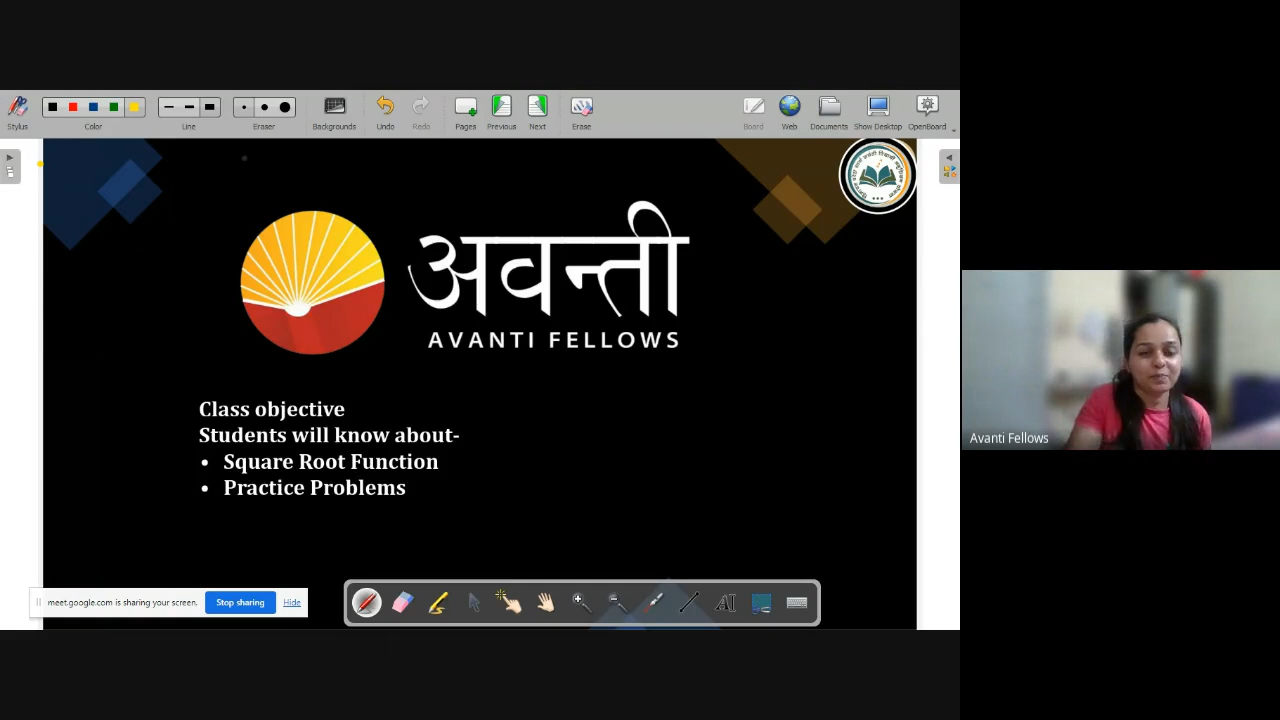 Stylus
Color
Line
Eraser
Backgrounds
Undo
Redo
Pages
Previous
Next
Erase
Board
Web
Documents
Show Desktop
OpenBoard
अवन्ती
AVANTI FELLOWS
Class objective
Students will know about-
• Square Root Function
• Practice Problems
meet.google.com is sharing your screen.
Stop sharing
Hide
AI
Avanti Fellows